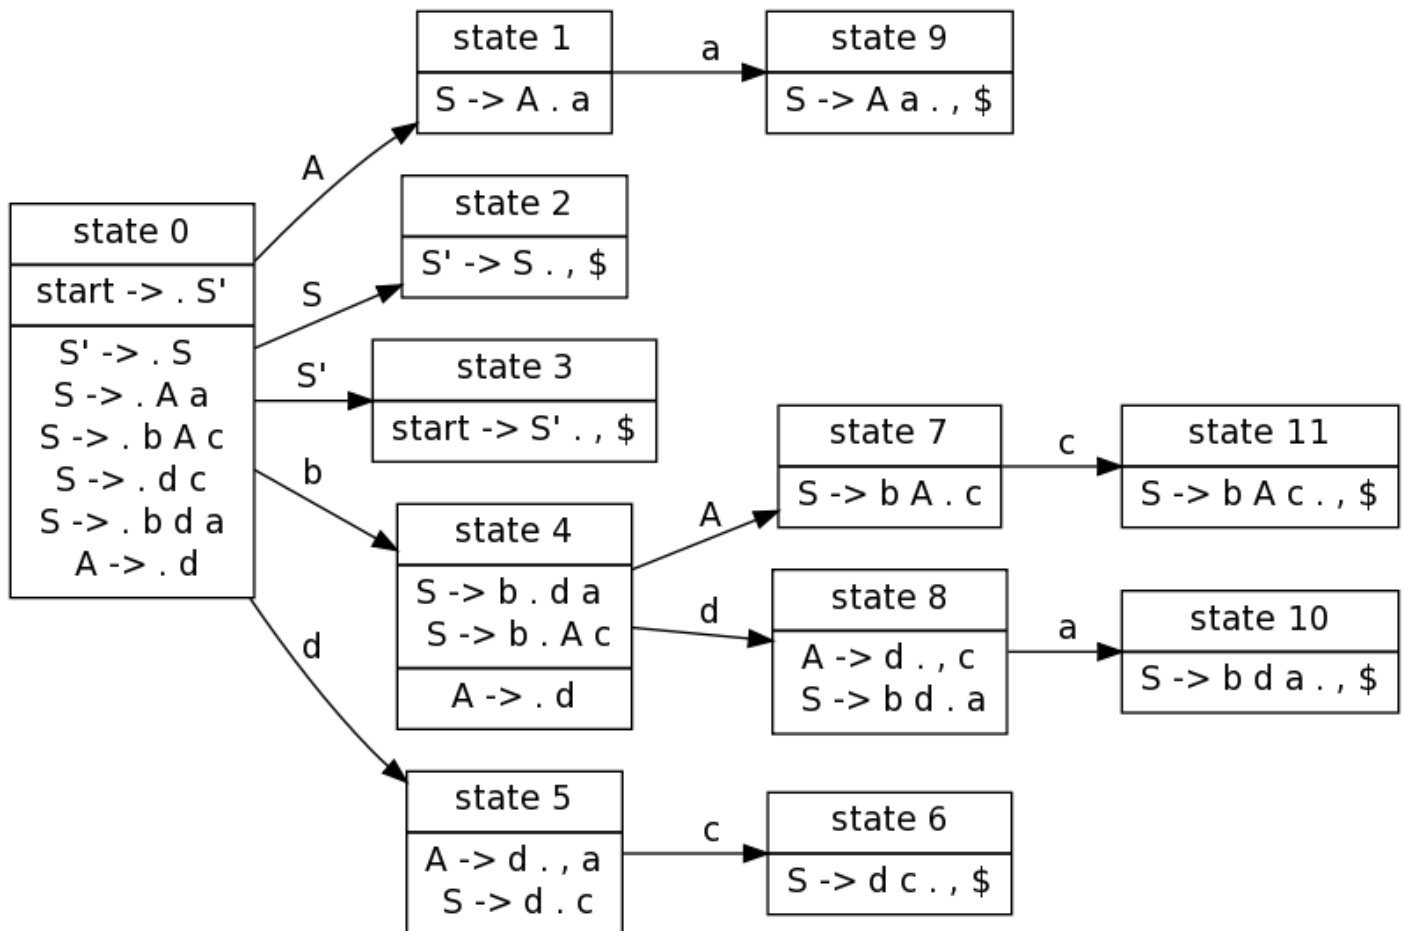 state 0
start -> . S'
S' -> . S
S -> . A a
S -> . b A c
S -> . d c
S -> . b d a
A -> . d
A
S
S'
b
d
state 1
S -> A . a
a
state 9
S -> A a . , $
state 2
S' -> S . , $
state 3
start -> S' . , $
state 4
S -> b . d a
S -> b . A c
A -> . d
A
d
state 7
S -> b A . c
c
state 11
S -> b A c . , $
state 8
A -> d . , c
S -> b d . a
a
state 10
S -> b d a . , $
state 5
A -> d . , a
S -> d . c
c
state 6
S -> d c . , $